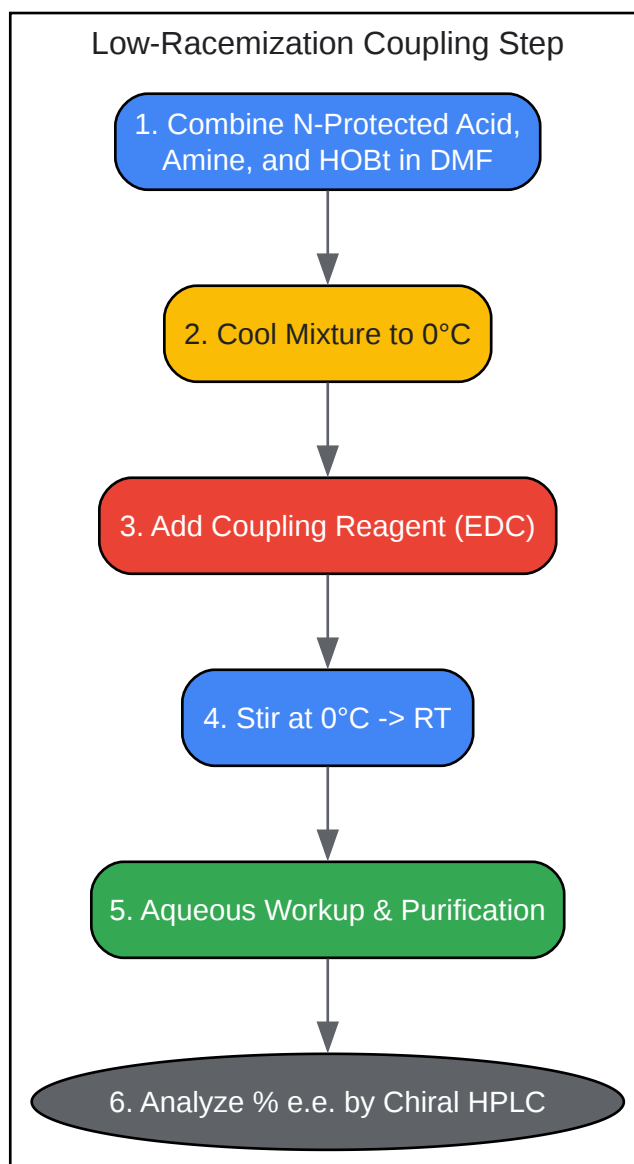 Low-Racemization Coupling Step
1. Combine N-Protected Acid,
Amine, and HOBt in DMF
2. Cool Mixture to 0°C
3. Add Coupling Reagent (EDC)
4. Stir at 0°C -> RT
5. Aqueous Workup & Purification
6. Analyze % e.e. by Chiral HPLC